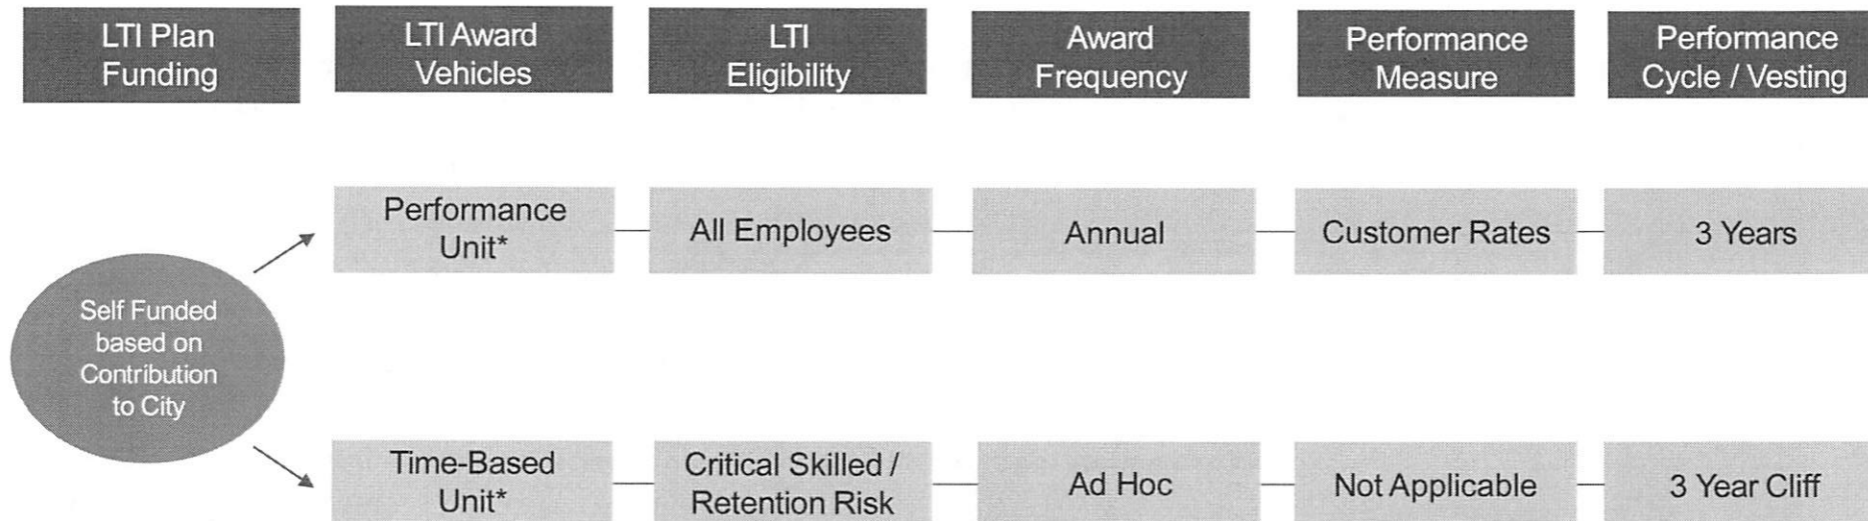 LTI Plan
Funding
LTI Award
Vehicles
LTI
Eligibility
Award
Frequency
Performance
Measure
Performance
Cycle / Vesting
Performance
Unit*
All Employees
Annual
Customer Rates
3 Years
Self Funded
based on
Contribution
to City
Time-Based
Unit*
Critical Skilled /
Retention Risk
Ad Hoc
Not Applicable
3 Year Cliff